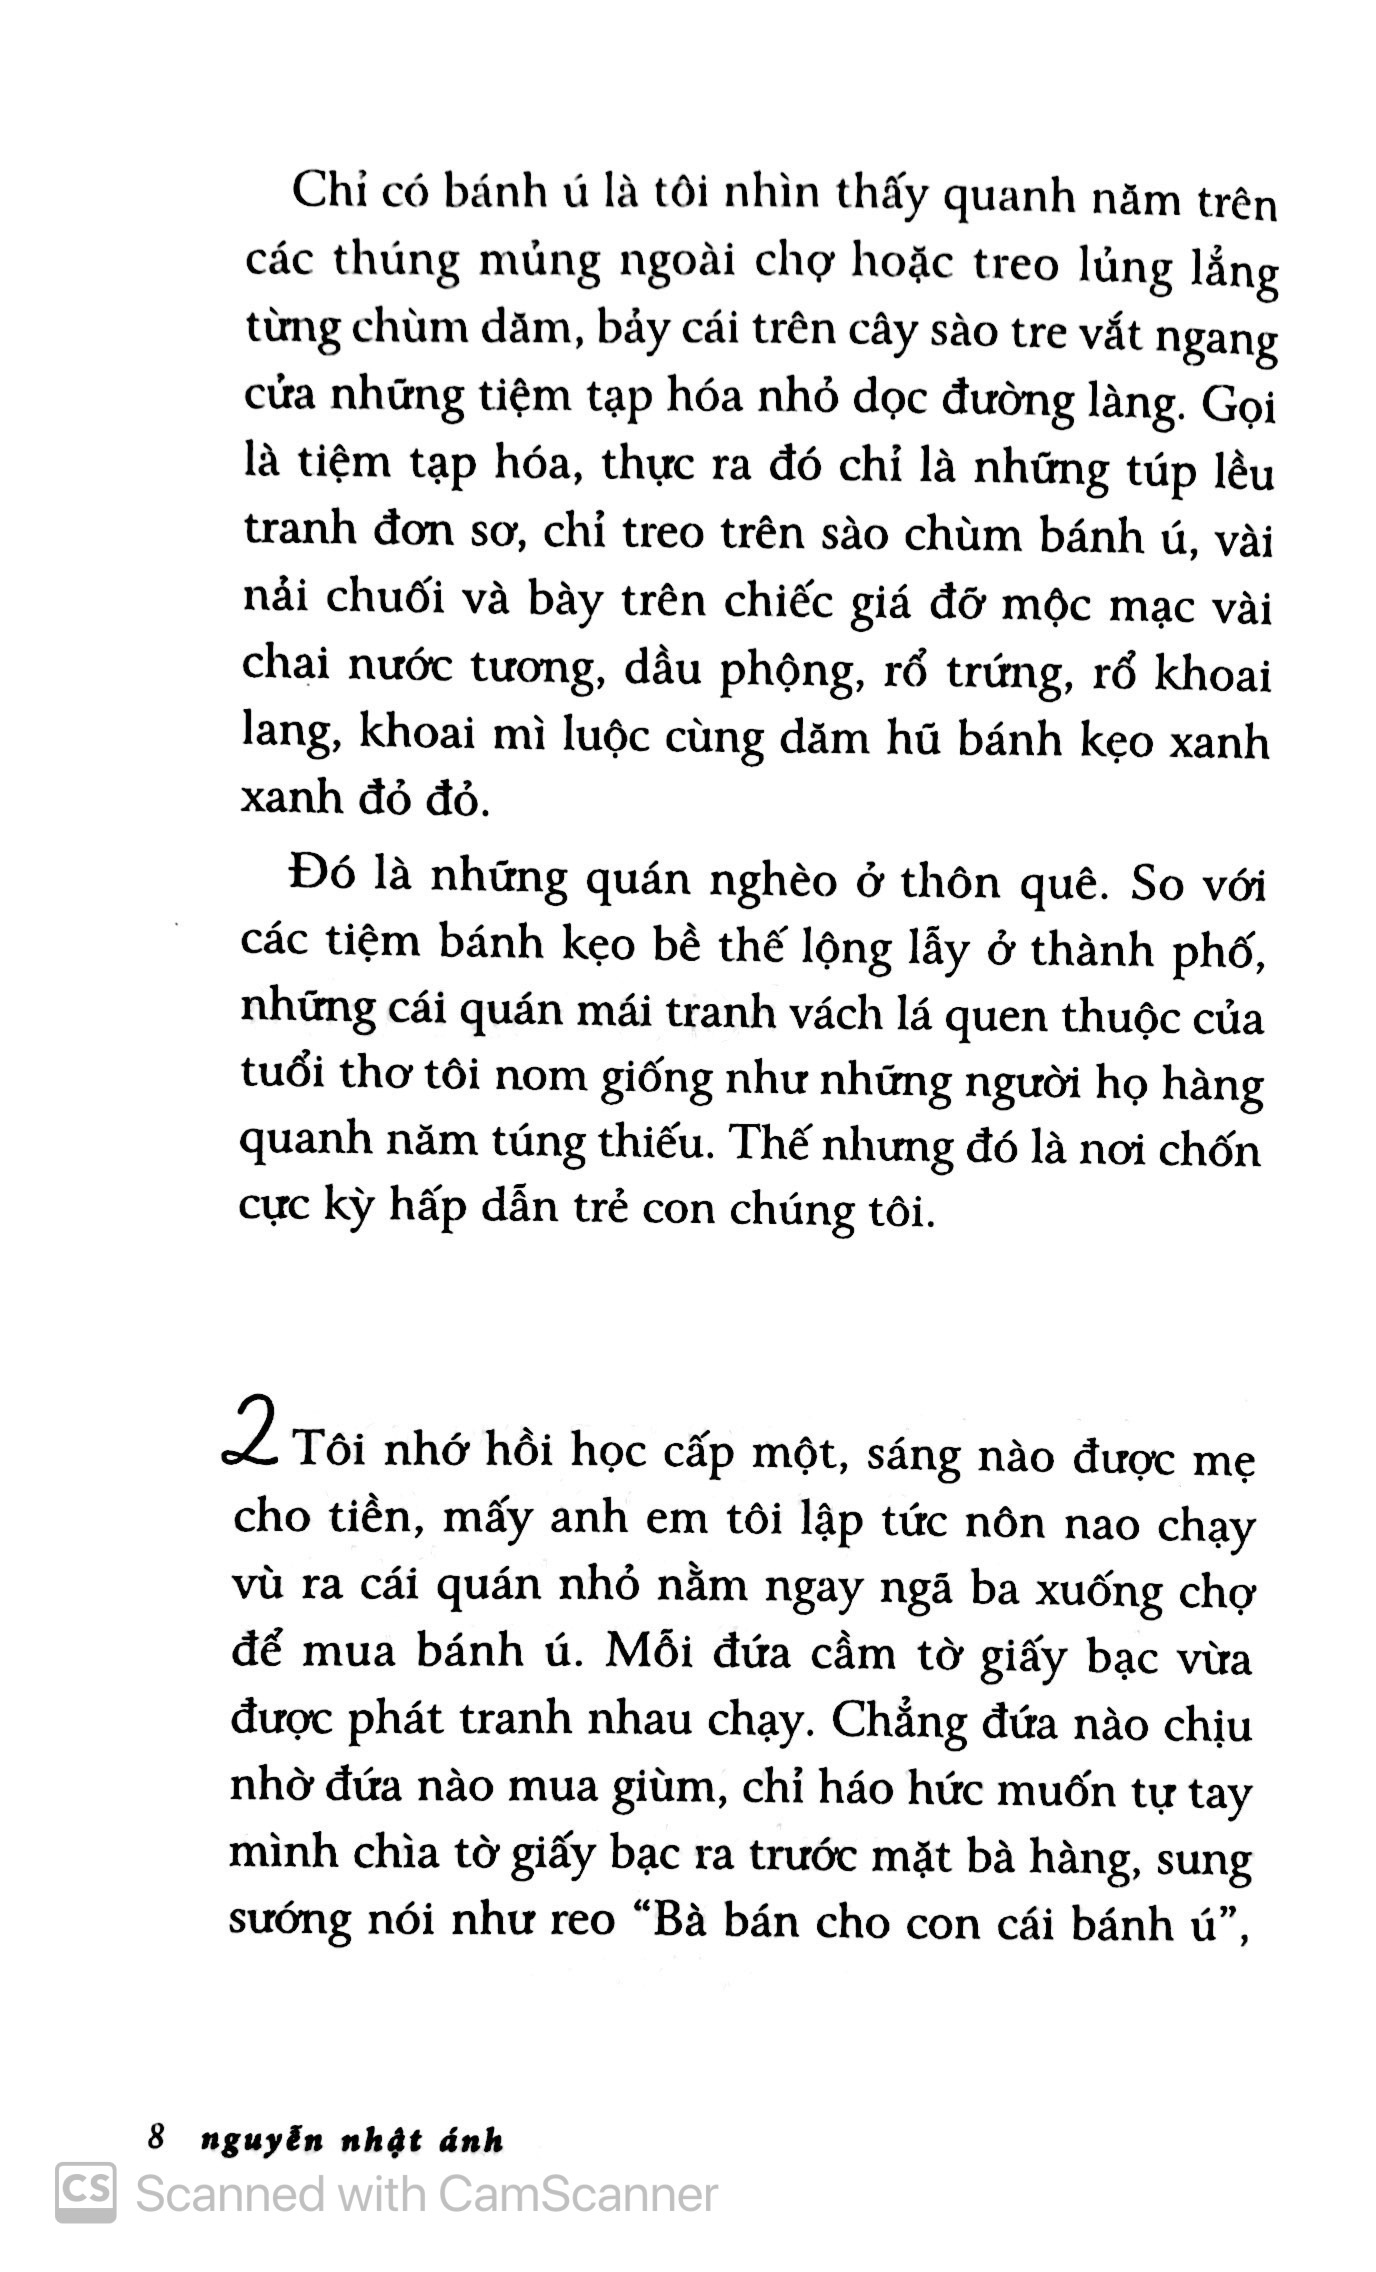 Chỉ có bánh ú là tôi nhìn thấy quanh năm trên
các thúng mủng ngoài chợ hoặc treo lủng lẳng
từng chùm dăm, bảy cái trên cây sào tre vắt ngang
cửa những tiệm tạp hóa nhỏ dọc đường làng. Gọi
là tiệm tạp hóa, thực ra đó chỉ là những túp lều
tranh đơn sơ, chỉ treo trên sào chùm bánh ú, vài
nải chuối và bày trên chiếc giá đỡ mộc mạc vài
chai nước tương, dầu phộng, rổ trứng, rổ khoai
lang, khoai mì luộc cùng dăm hũ bánh kẹo xanh
xanh đỏ đỏ.
Đó là những quán nghèo ở thôn quê. So với
các tiệm bánh kẹo bề thế lộng lẫy ở thành phố,
những cái quán mái tranh vách lá quen thuộc của
tuổi thơ tôi nom giống như những người họ hàng
quanh năm túng thiếu. Thế nhưng đó là nơi chốn
cực kỳ hấp dẫn trẻ con chúng tôi.
2 Tôi nhớ hồi học cấp một, sáng nào được mẹ
cho tiền, mấy anh em tôi lập tức nôn nao chạy
vù ra cái quán nhỏ nằm ngay ngã ba xuống chợ
để mua bánh ú. Mỗi đứa cầm tờ giấy bạc vừa
được phát tranh nhau chạy. Chẳng đứa nào chịu
nhờ đứa nào mua giùm, chỉ háo hức muốn tự tay
mình chìa tờ giấy bạc ra trước mặt bà hàng, sung
sướng nói như reo “Bà bán cho con cái bánh ú”,
8 nguyễn nhật ánh
CS Scanned with CamScanner